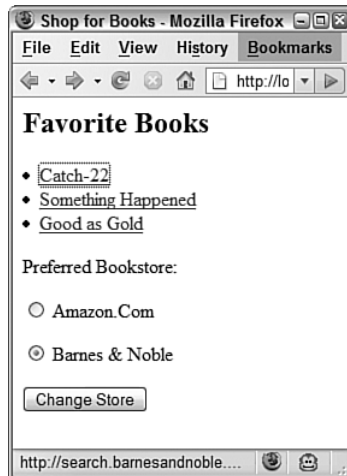 Shop for Books - Mozilla Firefox
File Edit View History Bookmarks
http://lo
Favorite Books
Catch-22
Something Happened
Good as Gold
Preferred Bookstore:
Amazon.Com
Barnes & Noble
Change Store
http://search.barnesandnoble....